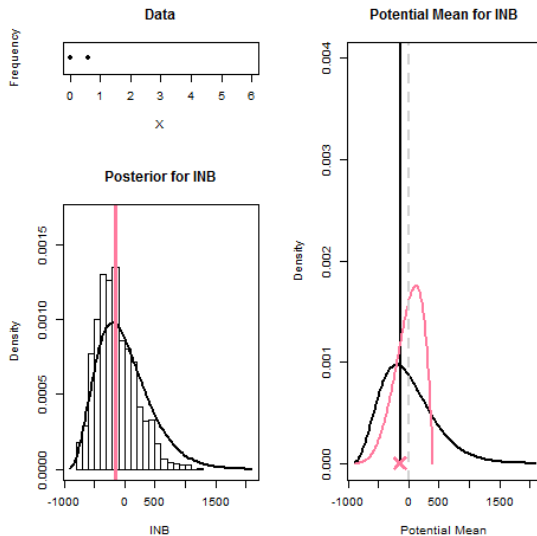 Data
Frequency
0 1 2 3 4 5 6
X
Posterior for INB
Density
0.0000 0.0005 0.0010 0.0015
-1000 0 500 1500
INB
Potential Mean for INB
Density
0.000 0.001 0.002 0.003 0.004
-1000 0 500 1500
Potential Mean